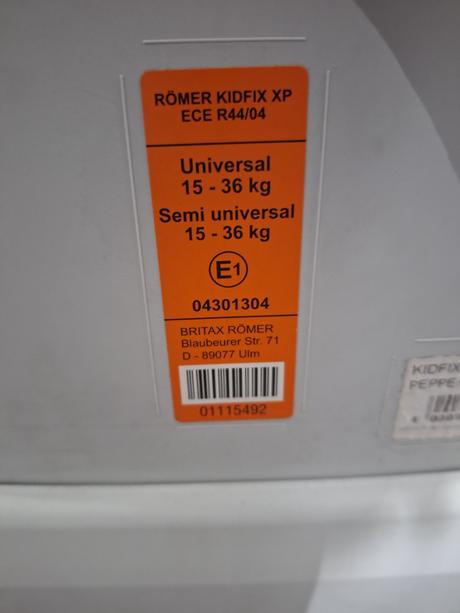 RÖMER KIDFIX XP
ECE R44/04
Universal
15 - 36 kg
Semi universal
15 - 36 kg
E1
04301304
BRITAX RÖMER
Blaubeurer Str. 71
D - 89077 Ulm
01115492
KIDFIX
PEPPE